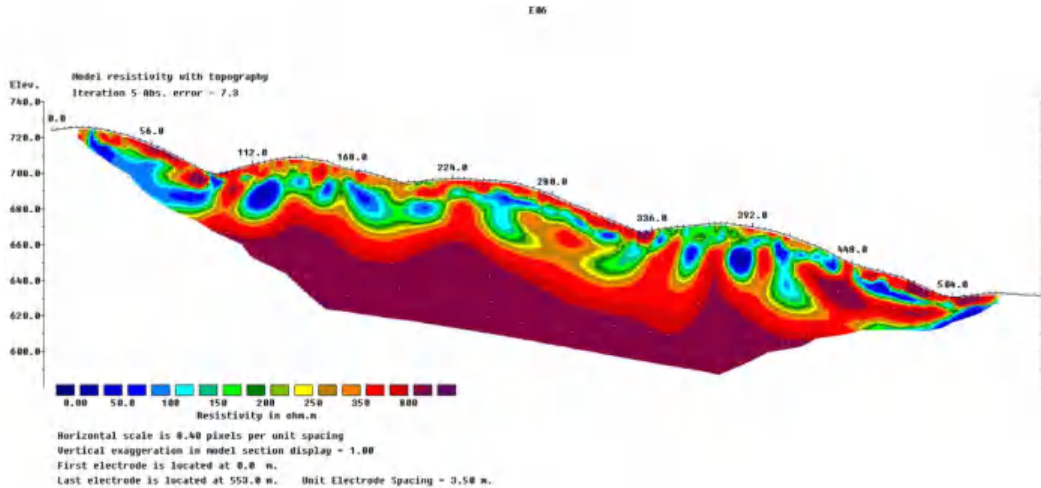 E06
Model resistivity with topography
Elev. Iteration 5 Abs. error = 7.3
740.0
0.0
720.0 56.0
112.0 168.0
700.0 224.0
280.0
680.0
336.0 392.0
660.0 448.0
640.0 504.0
620.0
600.0
0.00 50.0 100 150 200 250 350 800
Resistivity in ohm.m
Horizontal scale is 8.40 pixels per unit spacing
Vertical exaggeration in model section display = 1.00
First electrode is located at 0.0 m.
Last electrode is located at 553.0 m. Unit Electrode Spacing = 3.50 m.